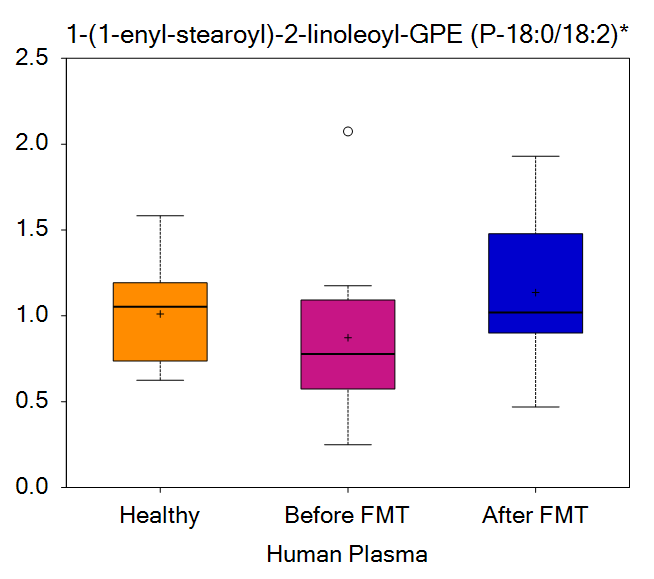 1-(1-enyl-stearoyl)-2-linoleoyl-GPE (P-18:0/18:2)*
2.5
2.0
1.5
1.0
0.5
0.0
Healthy Before FMT After FMT
Human Plasma